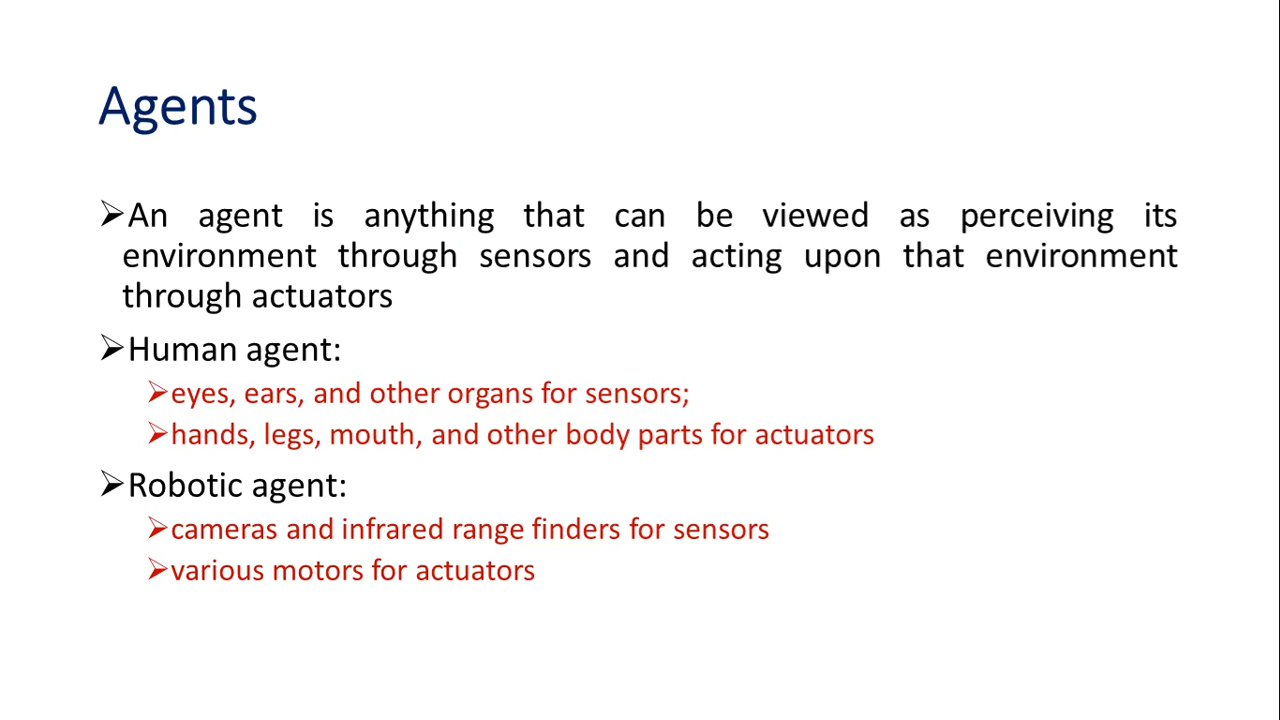 Agents
➢An agent is anything that can be viewed as perceiving its
environment through sensors and acting upon that environment
through actuators
➢Human agent:
➢eyes, ears, and other organs for sensors;
➢hands, legs, mouth, and other body parts for actuators
➢Robotic agent:
➢cameras and infrared range finders for sensors
➢various motors for actuators